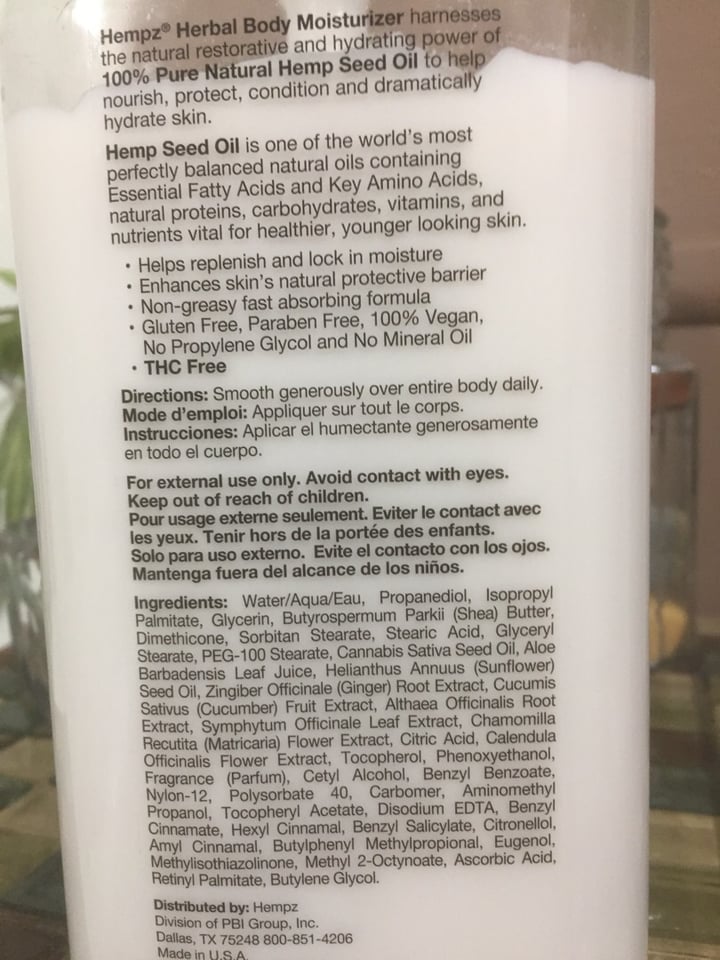 Hempz® Herbal Body Moisturizer harnesses
the natural restorative and hydrating power of
100% Pure Natural Hemp Seed Oil to help
nourish, protect, condition and dramatically
hydrate skin.
Hemp Seed Oil is one of the world's most
perfectly balanced natural oils containing
Essential Fatty Acids and Key Amino Acids,
natural proteins, carbohydrates, vitamins, and
nutrients vital for healthier, younger looking skin.
• Helps replenish and lock in moisture
• Enhances skin's natural protective barrier
• Non-greasy fast absorbing formula
• Gluten Free, Paraben Free, 100% Vegan,
No Propylene Glycol and No Mineral Oil
• THC Free
Directions: Smooth generously over entire body daily.
Mode d'emploi: Appliquer sur tout le corps.
Instrucciones: Aplicar el humectante generosamente
en todo el cuerpo.
For external use only. Avoid contact with eyes.
Keep out of reach of children.
Pour usage externe seulement. Eviter le contact avec
les yeux. Tenir hors de la portée des enfants.
Solo para uso externo. Evite el contacto con los ojos.
Mantenga fuera del alcance de los niños.
Ingredients: Water/Aqua/Eau, Propanediol, Isopropyl
Palmitate, Glycerin, Butyrospermum Parkii (Shea) Butter,
Dimethicone, Sorbitan Stearate, Stearic Acid, Glyceryl
Stearate, PEG-100 Stearate, Cannabis Sativa Seed Oil, Aloe
Barbadensis Leaf Juice, Helianthus Annuus (Sunflower)
Seed Oil, Zingiber Officinale (Ginger) Root Extract, Cucumis
Sativus (Cucumber) Fruit Extract, Althaea Officinalis Root
Extract, Symphytum Officinale Leaf Extract, Chamomilla
Recutita (Matricaria) Flower Extract, Citric Acid, Calendula
Officinalis Flower Extract, Tocopherol, Phenoxyethanol,
Fragrance (Parfum), Cetyl Alcohol, Benzyl Benzoate,
Nylon-12, Polysorbate 40, Carbomer, Aminomethyl
Propanol, Tocopheryl Acetate, Disodium EDTA, Benzyl
Cinnamate, Hexyl Cinnamal, Benzyl Salicylate, Citronellol,
Amyl Cinnamal, Butylphenyl Methylpropional, Eugenol,
Methylisothiazolinone, Methyl 2-Octynoate, Ascorbic Acid,
Retinyl Palmitate, Butylene Glycol.
Distributed by: Hempz
Division of PBI Group, Inc.
Dallas, TX 75248 800-851-4206
Made in U.S.A.